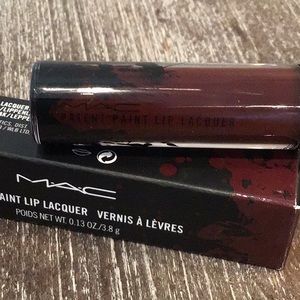 MAC
PATENT PAINT LIP LACQUER
LACQUER
MAC
AINT LIP LACQUER VERNIS À LÈVRES
POIDS NET WT. 0.13 OZ/3.8 g